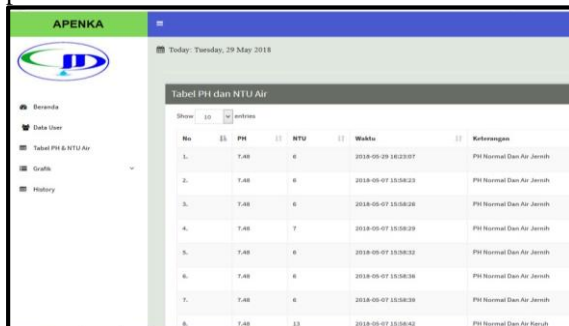 p
APENKA
Today: Tuesday, 29 May 2018
Beranda
Data User
Tabel PH & NTU Air
Grafik
History
Tabel PH dan NTU Air
Show 10 entries
No PH NTU Waktu Keterangan
1. 7.48 6 2018-05-29 16:23:07 PH Normal Dan Air Jernih
2. 7.48 6 2018-05-07 15:58:23 PH Normal Dan Air Jernih
3. 7.48 6 2018-05-07 15:58:28 PH Normal Dan Air Jernih
4. 7.48 7 2018-05-07 15:58:29 PH Normal Dan Air Jernih
5. 7.48 6 2018-05-07 15:58:32 PH Normal Dan Air Jernih
6. 7.48 6 2018-05-07 15:58:36 PH Normal Dan Air Jernih
7. 7.48 6 2018-05-07 15:58:39 PH Normal Dan Air Jernih
8. 7.48 13 2018-05-07 15:58:42 PH Normal Dan Air Keruh